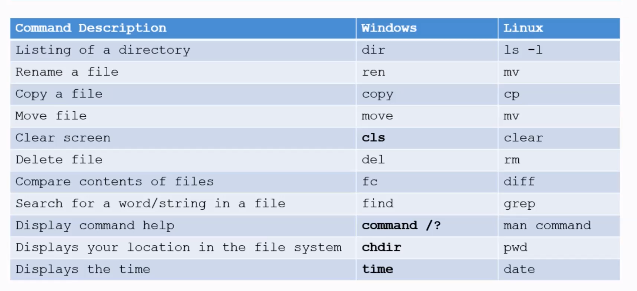 Command Description Windows Linux
Listing of a directory dir ls -l
Rename a file ren mv
Copy a file copy cp
Move file move mv
Clear screen cls clear
Delete file del rm
Compare contents of files fc diff
Search for a word/string in a file find grep
Display command help command /? man command
Displays your location in the file system chdir pwd
Displays the time time date